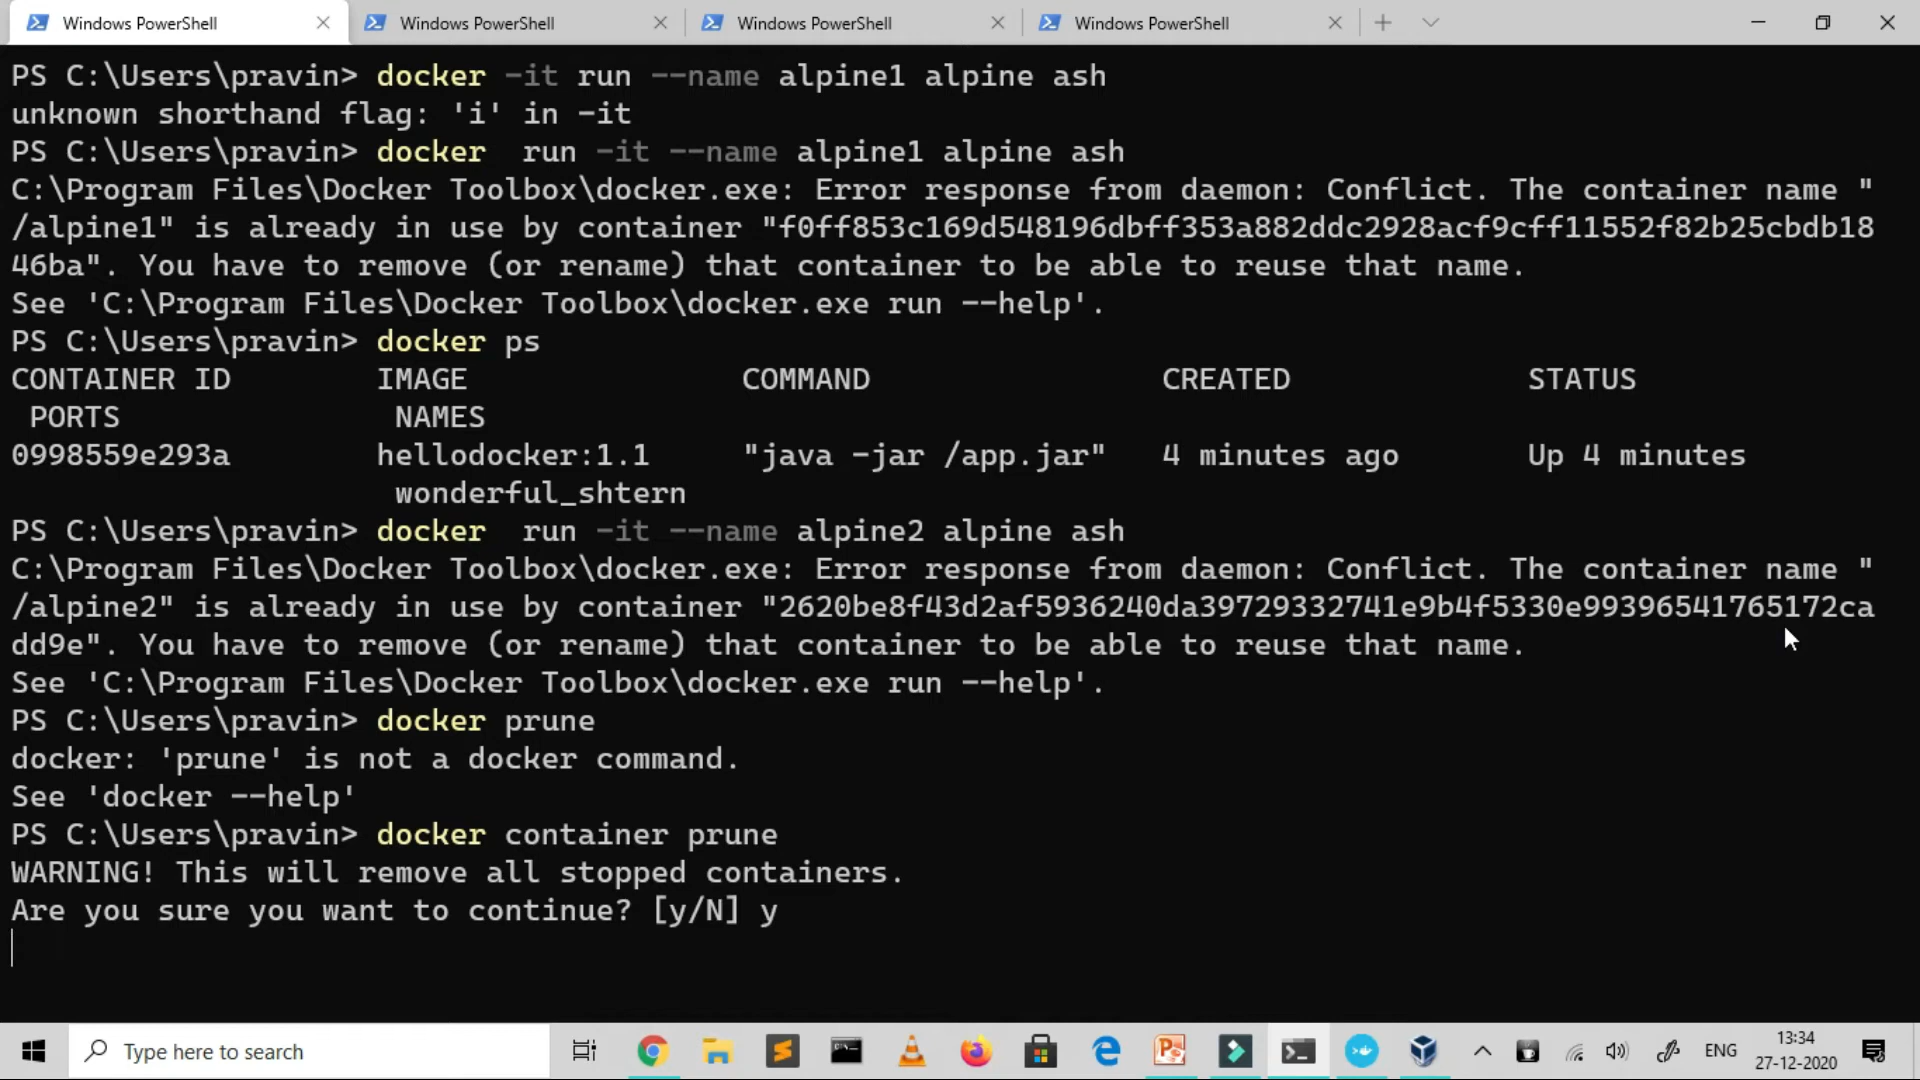 Windows PowerShell Windows PowerShell Windows PowerShell Windows PowerShell
PS C:\Users\pravin> docker -it run --name alpine1 alpine ash
unknown shorthand flag: 'i' in -it
PS C:\Users\pravin> docker  run -it --name alpine1 alpine ash
C:\Program Files\Docker Toolbox\docker.exe: Error response from daemon: Conflict. The container name "
/alpine1" is already in use by container "f0ff853c169d548196dbff353a882ddc2928acf9cff11552f82b25cbdb18
46ba". You have to remove (or rename) that container to be able to reuse that name.
See 'C:\Program Files\Docker Toolbox\docker.exe run --help'.
PS C:\Users\pravin> docker ps
CONTAINER ID        IMAGE               COMMAND                CREATED             STATUS
 PORTS               NAMES
0998559e293a        hellodocker:1.1     "java -jar /app.jar"   4 minutes ago       Up 4 minutes
                     wonderful_shtern
PS C:\Users\pravin> docker  run -it --name alpine2 alpine ash
C:\Program Files\Docker Toolbox\docker.exe: Error response from daemon: Conflict. The container name "
/alpine2" is already in use by container "2620be8f43d2af5936240da39729332741e9b4f5330e99396541765172ca
dd9e". You have to remove (or rename) that container to be able to reuse that name.
See 'C:\Program Files\Docker Toolbox\docker.exe run --help'.
PS C:\Users\pravin> docker prune
docker: 'prune' is not a docker command.
See 'docker --help'
PS C:\Users\pravin> docker container prune
WARNING! This will remove all stopped containers.
Are you sure you want to continue? [y/N] y
Type here to search
ENG
13:34
27-12-2020